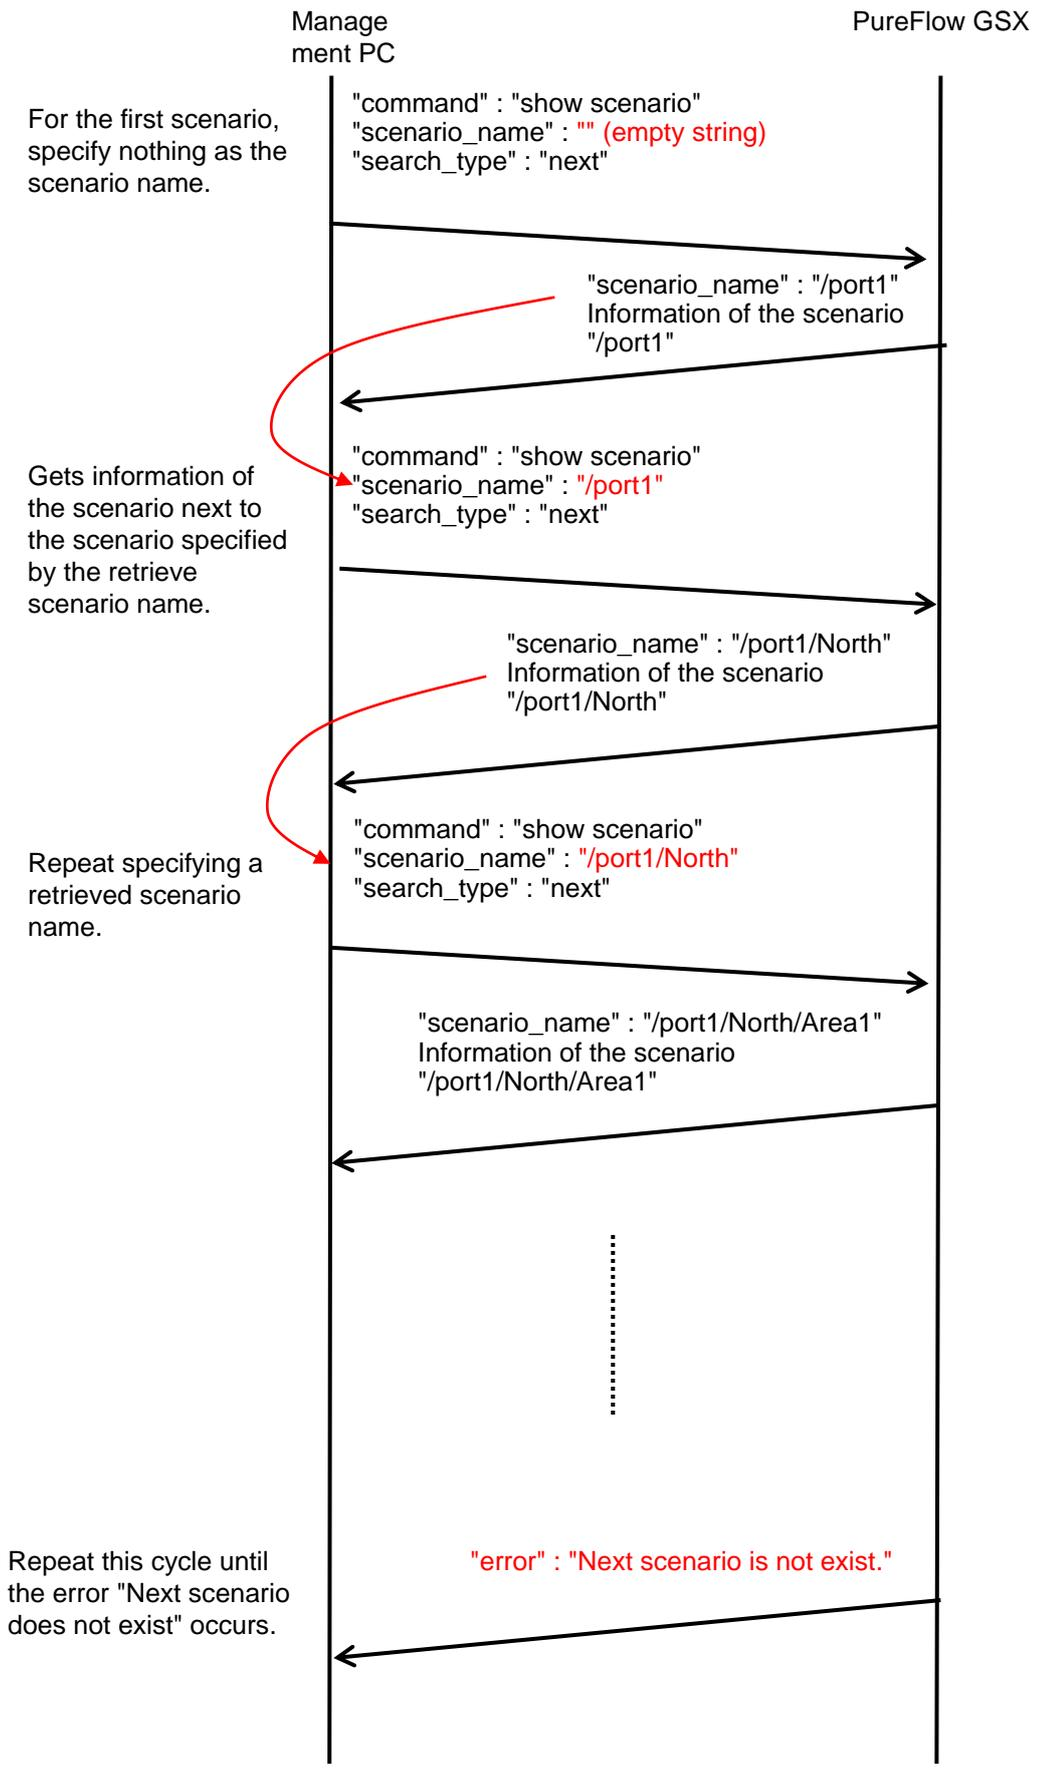 Manage
ment PC
PureFlow GSX
For the first scenario,
specify nothing as the
scenario name.
"command" : "show scenario"
"scenario_name" : "" (empty string)
"search_type" : "next"
"scenario_name" : "/port1"
Information of the scenario
"/port1"
Gets information of
the scenario next to
the scenario specified
by the retrieve
scenario name.
"command" : "show scenario"
"scenario_name" : "/port1"
"search_type" : "next"
"scenario_name" : "/port1/North"
Information of the scenario
"/port1/North"
Repeat specifying a
retrieved scenario
name.
"command" : "show scenario"
"scenario_name" : "/port1/North"
"search_type" : "next"
"scenario_name" : "/port1/North/Area1"
Information of the scenario
"/port1/North/Area1"
Repeat this cycle until
the error "Next scenario
does not exist" occurs.
"error" : "Next scenario is not exist."